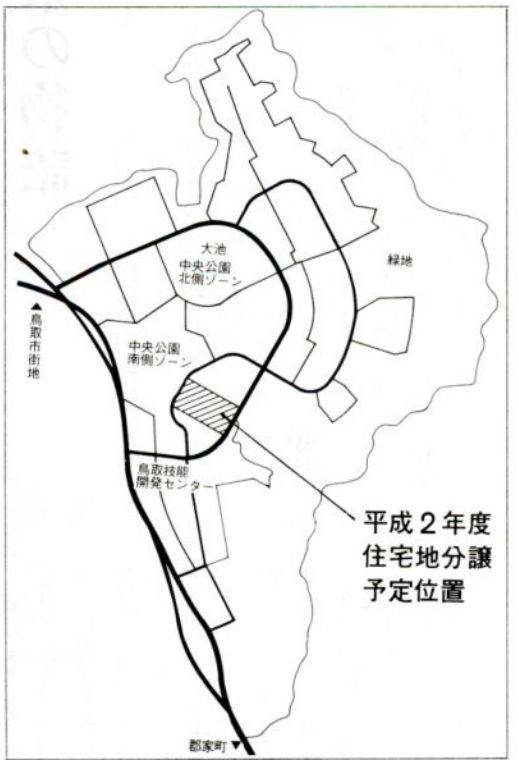 大池
中央公園
北側ゾーン
緑地
▲鳥取市街地
中央公園
南側ゾーン
鳥取技能
開発センター
平成2年度
住宅地分譲
予定位置
郡家町▼